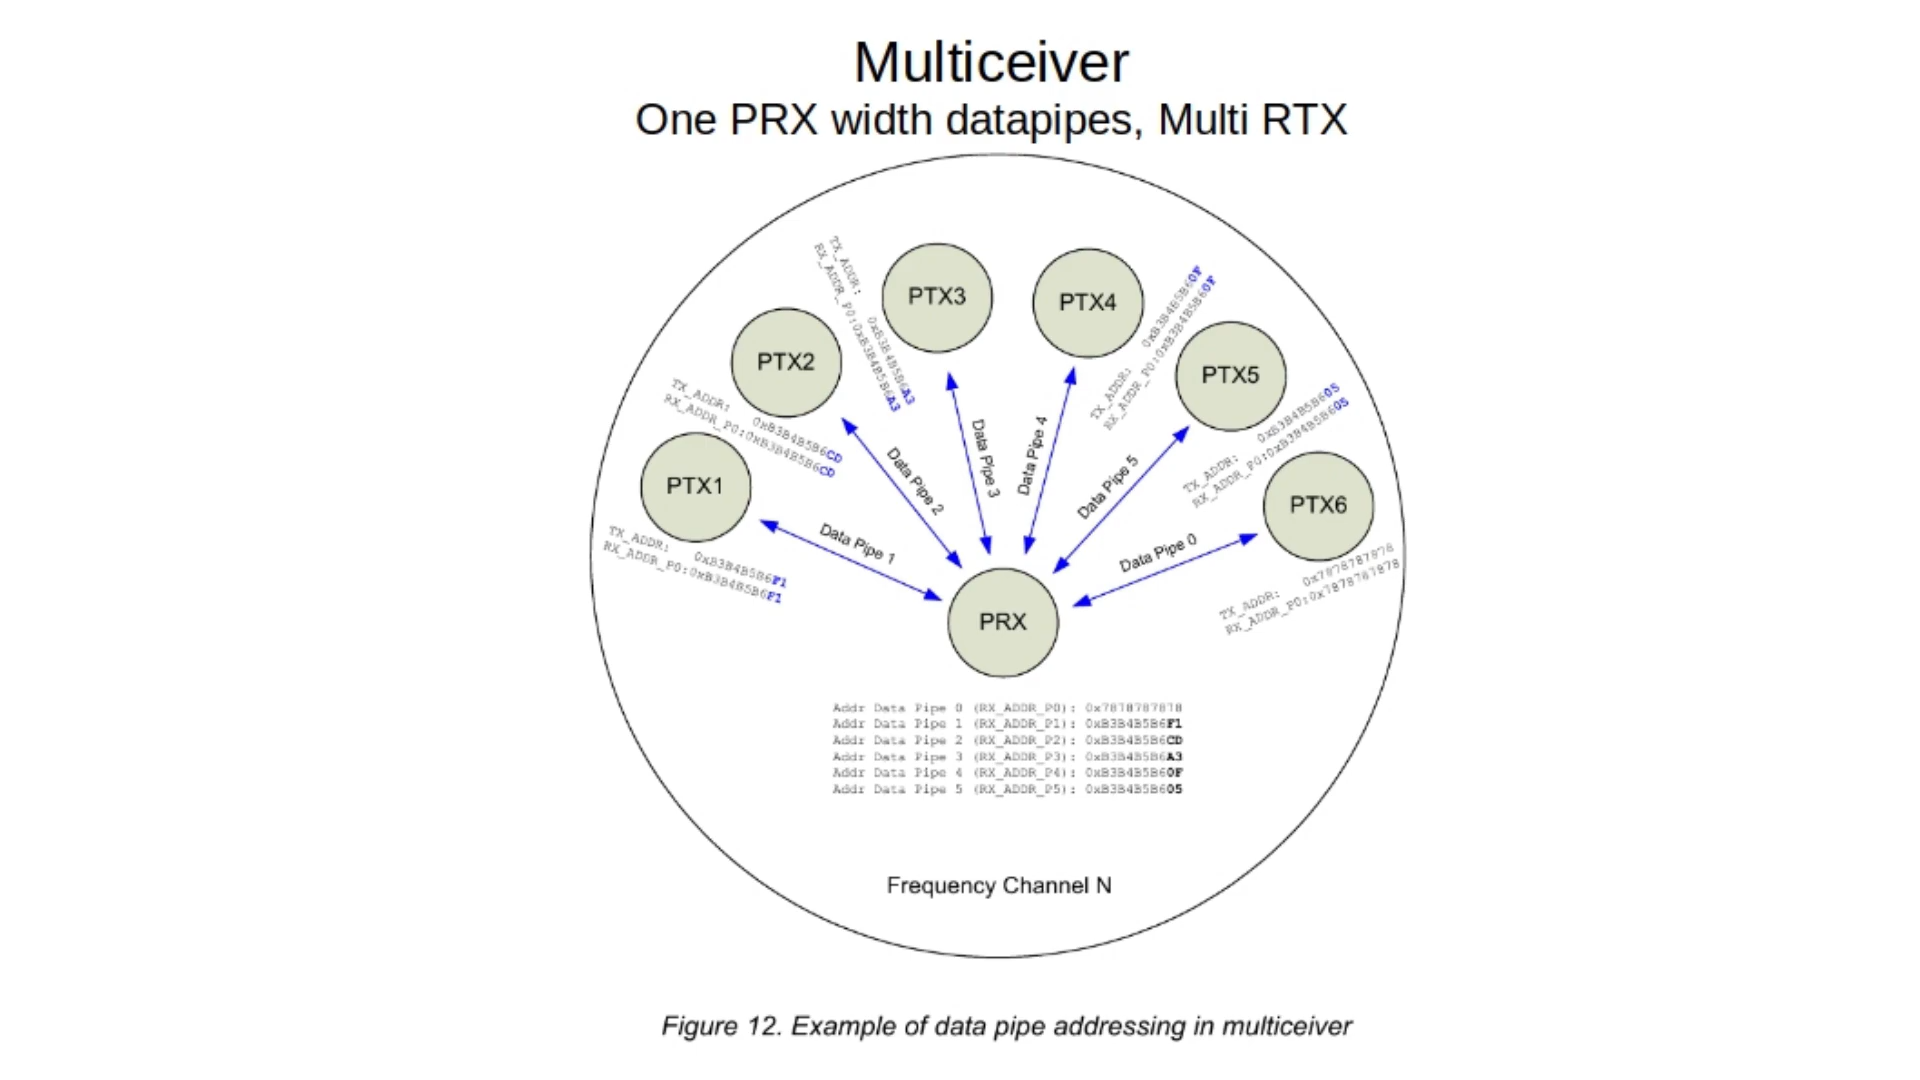 Multiceiver
One PRX width datapipes, Multi RTX
PTX3
PTX4
PTX2
PTX5
PTX1
PTX6
TX_ADDR: 0xB3B4B5B6A3
RX_ADDR_P0:0xB3B4B5B6A3
TX_ADDR: 0xB3B4B5B60F
RX_ADDR_P0:0xB3B4B5B60F
TX_ADDR: 0xB3B4B5B6CD
RX_ADDR_P0:0xB3B4B5B6CD
TX_ADDR: 0xB3B4B5B605
RX_ADDR_P0:0xB3B4B5B605
TX_ADDR: 0xB3B4B5B6F1
RX_ADDR_P0:0xB3B4B5B6F1
TX_ADDR: 0x7878787878
RX_ADDR_P0:0x7878787878
Data Pipe 1
Data Pipe 2
Data Pipe 3
Data Pipe 4
Data Pipe 5
Data Pipe 0
PRX
Addr Data Pipe 0 (RX_ADDR_P0): 0x7878787878
Addr Data Pipe 1 (RX_ADDR_P1): 0xB3B4B5B6F1
Addr Data Pipe 2 (RX_ADDR_P2): 0xB3B4B5B6CD
Addr Data Pipe 3 (RX_ADDR_P3): 0xB3B4B5B6A3
Addr Data Pipe 4 (RX_ADDR_P4): 0xB3B4B5B60F
Addr Data Pipe 5 (RX_ADDR_P5): 0xB3B4B5B605
Frequency Channel N
Figure 12. Example of data pipe addressing in multiceiver